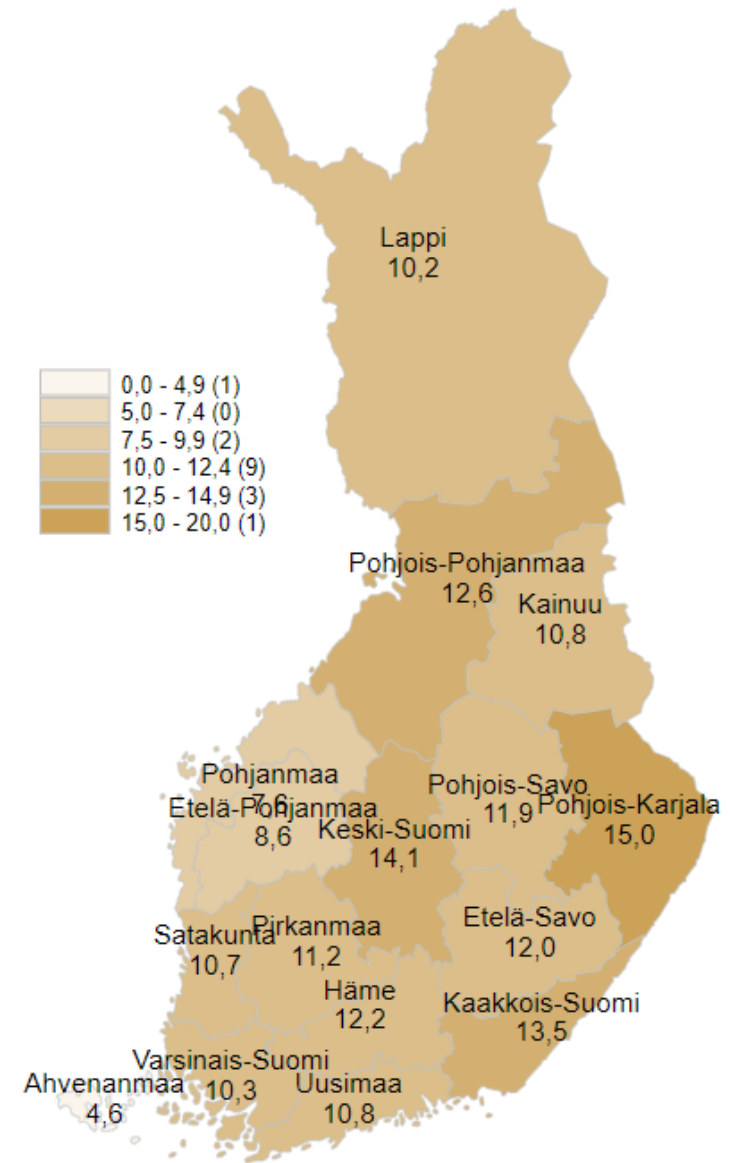 Lappi
10,2
0,0 - 4,9 (1)
5,0 - 7,4 (0)
7,5 - 9,9 (2)
10,0 - 12,4 (9)
12,5 - 14,9 (3)
15,0 - 20,0 (1)
Pohjois-Pohjanmaa
12,6
Kainuu
10,8
Pohjanmaa
7,6
Etelä-Pohjanmaa
8,6
Keski-Suomi
14,1
Pohjois-Savo
11,9
Pohjois-Karjala
15,0
Satakunta
10,7
Pirkanmaa
11,2
Etelä-Savo
12,0
Häme
12,2
Kaakkois-Suomi
13,5
Varsinais-Suomi
10,3
Ahvenanmaa
4,6
Uusimaa
10,8